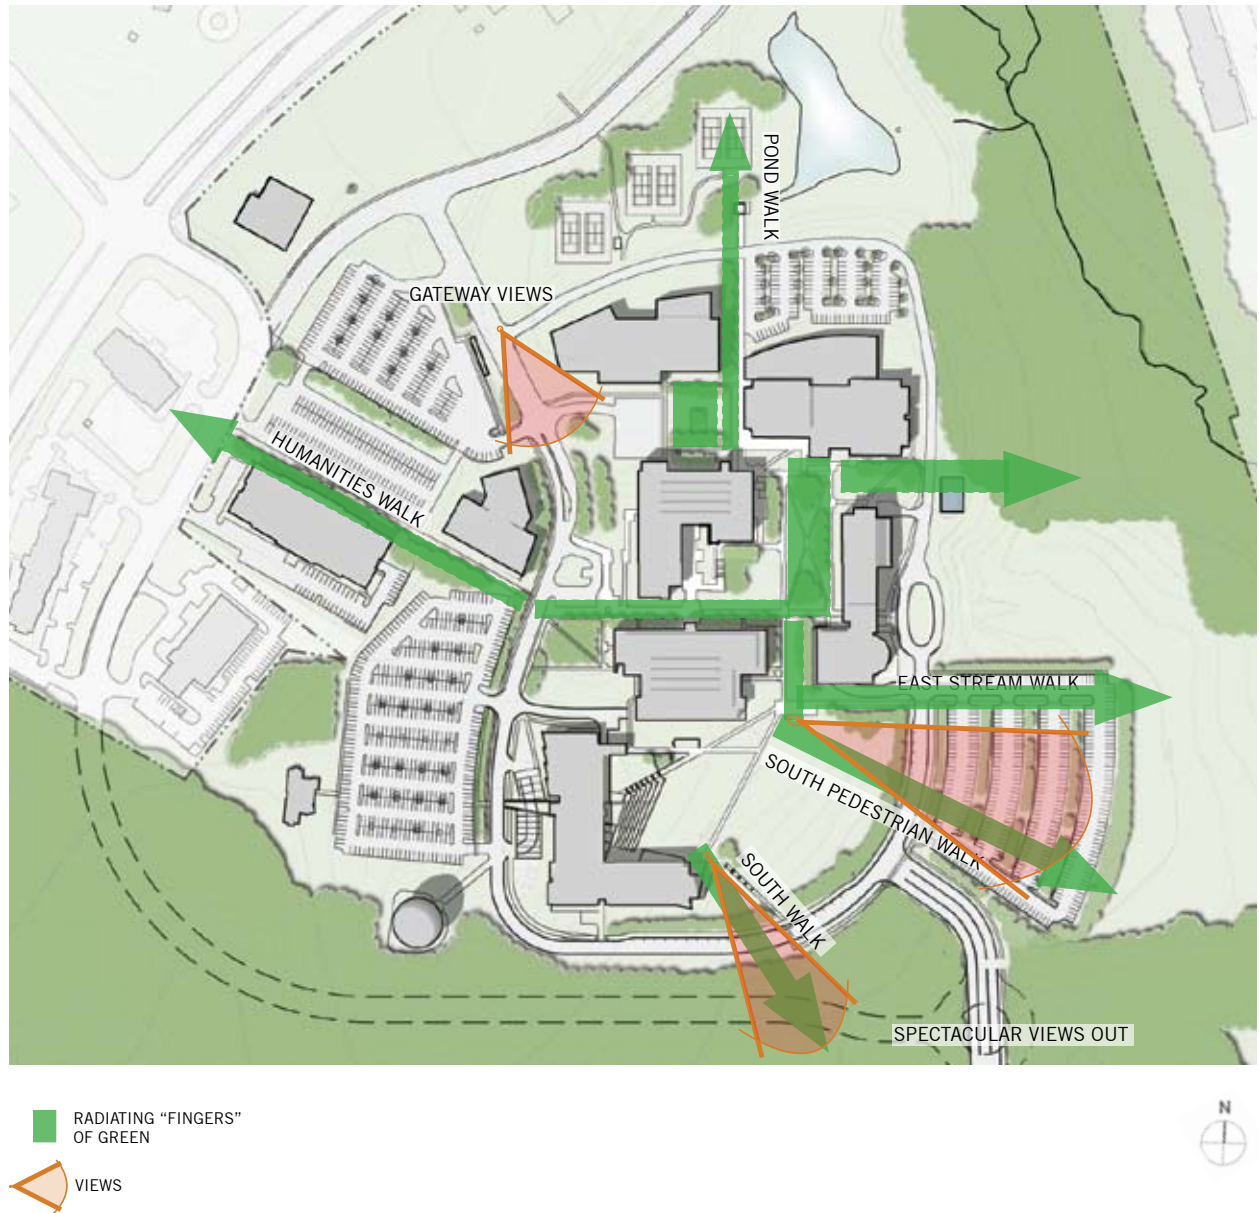 POND WALK
GATEWAY VIEWS
HUMANITIES WALK
EAST STREAM WALK
SOUTH PEDESTRIAN WALK
SOUTH WALK
SPECTACULAR VIEWS OUT
RADIATING “FINGERS”
OF GREEN
N
VIEWS